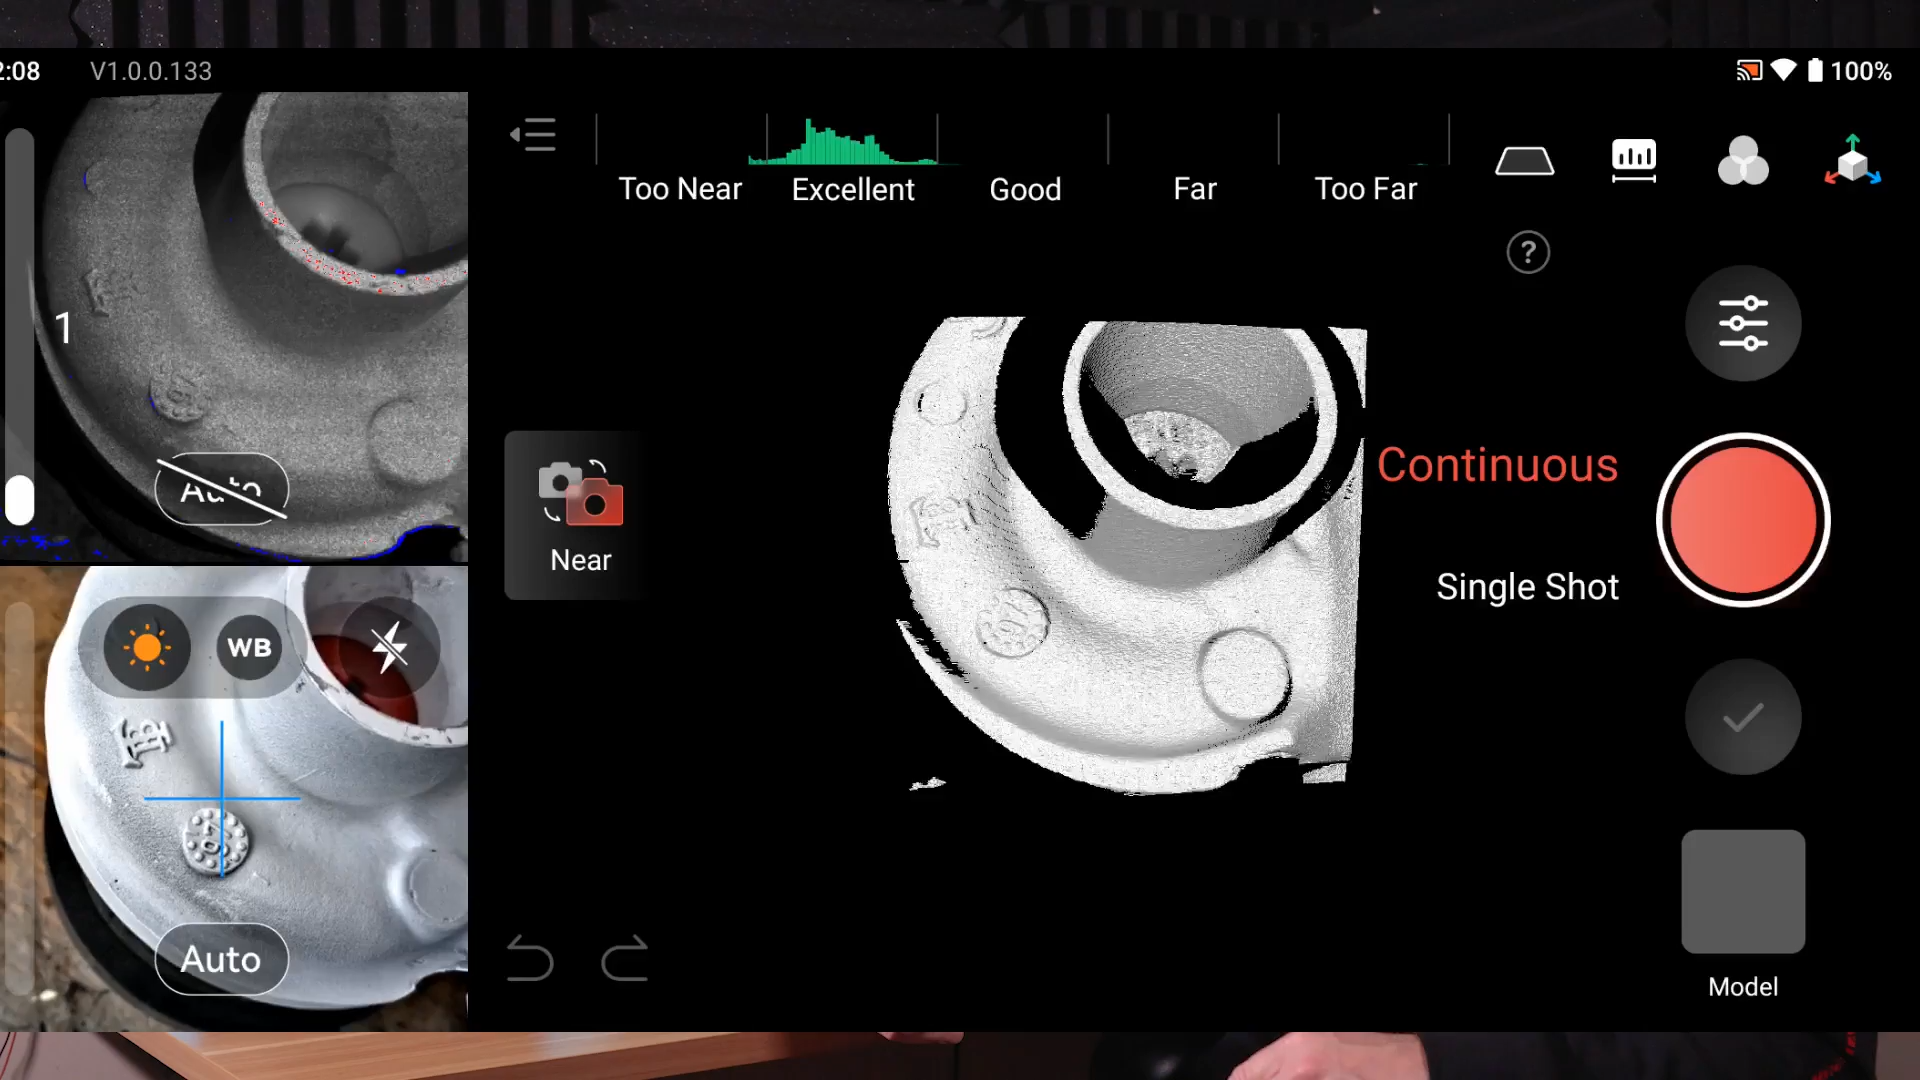 2:08
V1.0.0.133
100%
Too Near
Excellent
Good
Far
Too Far
?
1
Auto
Near
Continuous
Single Shot
WB
Auto
Model